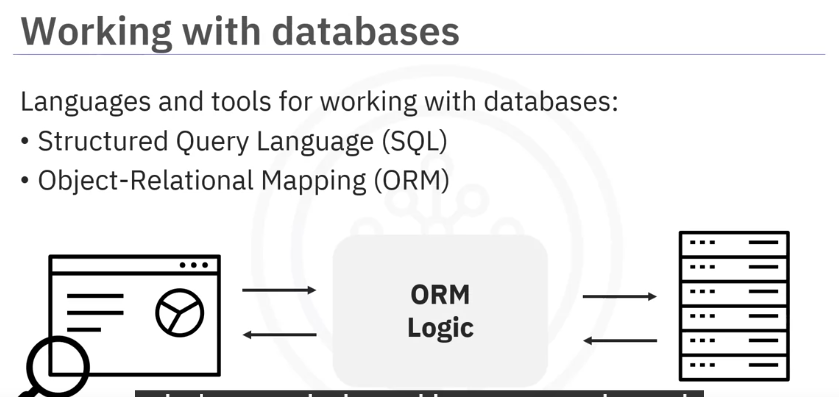 Working with databases
Languages and tools for working with databases:
• Structured Query Language (SQL)
• Object-Relational Mapping (ORM)
ORM
Logic